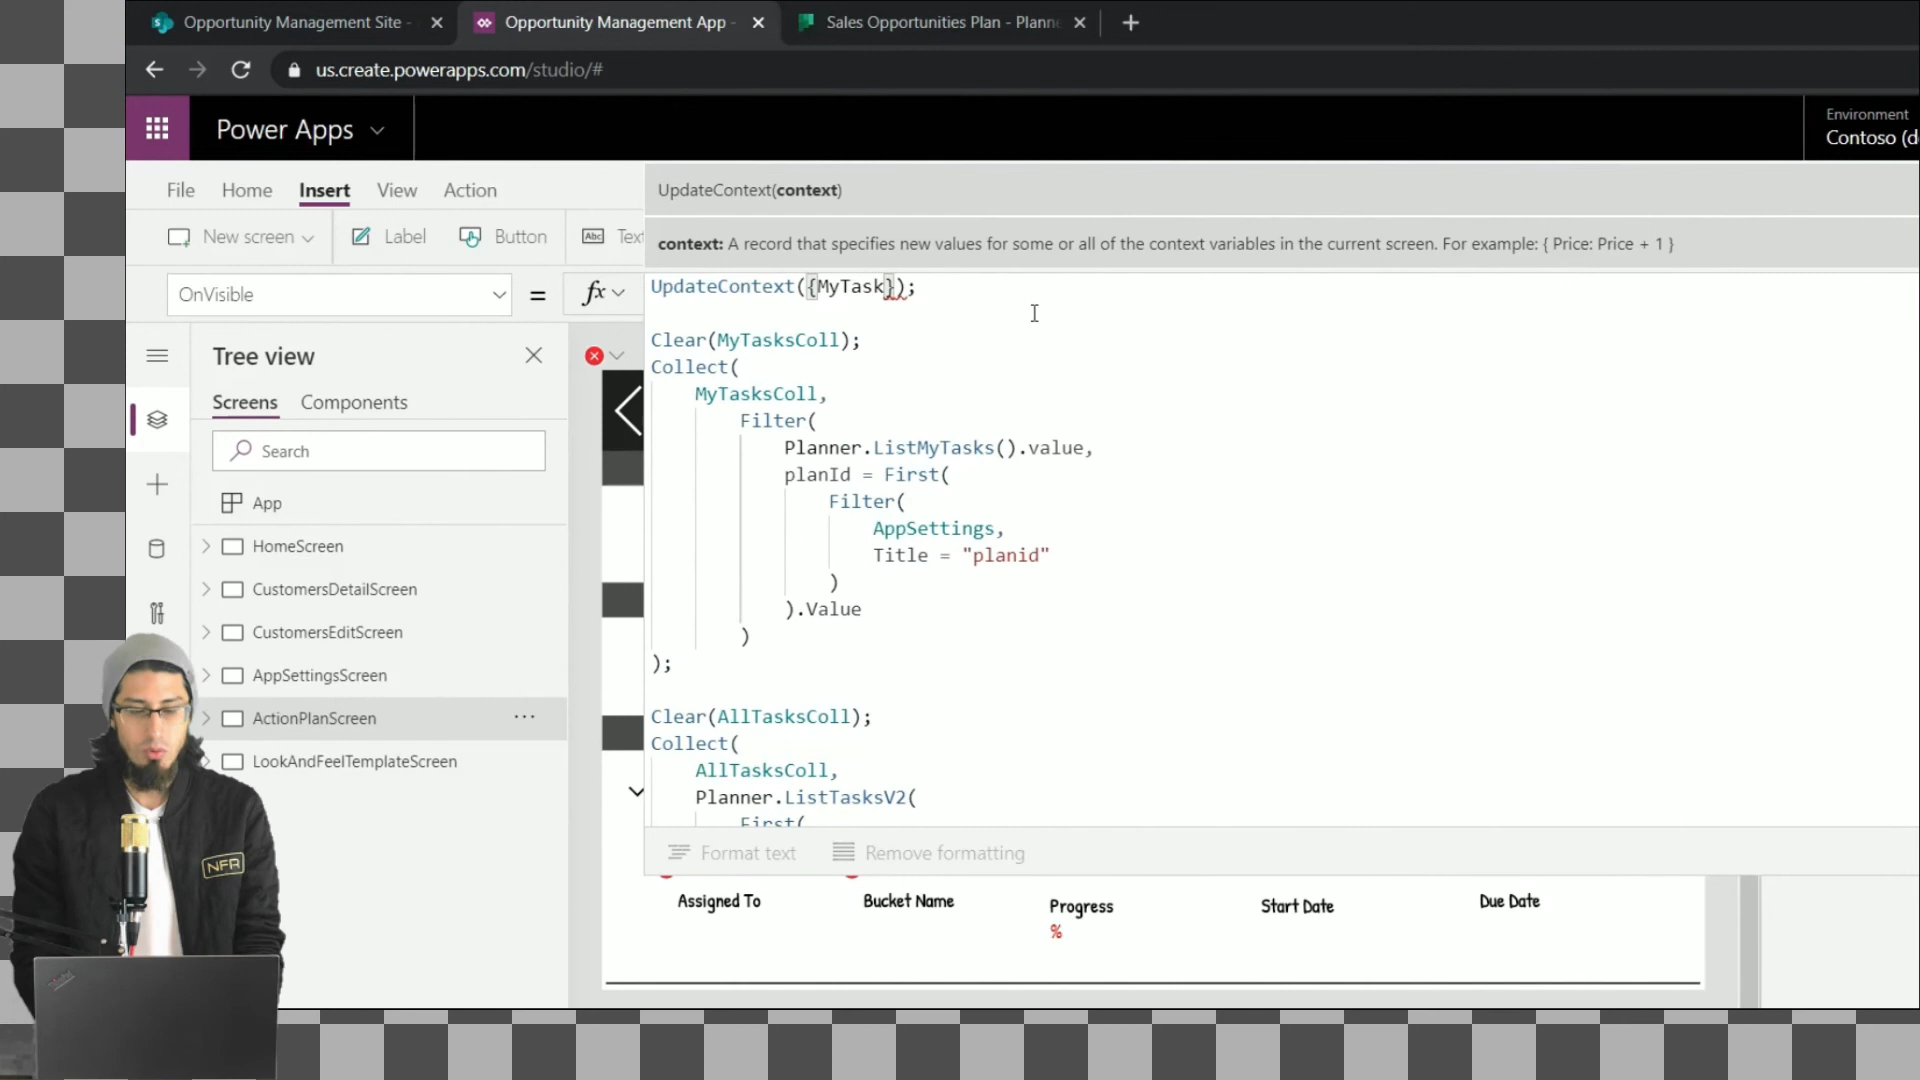 Opportunity Management Site -
Opportunity Management App -
Sales Opportunities Plan - Planne
us.create.powerapps.com/studio/#
Power Apps
Environment
Contoso (d
File Home Insert View Action
New screen
Label
Button
Abc Text
UpdateContext(context)
context: A record that specifies new values for some or all of the context variables in the current screen. For example: { Price: Price + 1 }
OnVisible
=
fx
UpdateContext({MyTask});
Clear(MyTasksColl);
Collect(
MyTasksColl,
Filter(
Planner.ListMyTasks().value,
planId = First(
Filter(
AppSettings,
Title = "planid"
)
).Value
)
);
Clear(AllTasksColl);
Collect(
AllTasksColl,
Planner.ListTasksV2(
First(
Format text
Remove formatting
Tree view
Screens
Components
Search
App
HomeScreen
CustomersDetailScreen
CustomersEditScreen
AppSettingsScreen
ActionPlanScreen
LookAndFeelTemplateScreen
Assigned To
Bucket Name
Progress
Start Date
Due Date
%
NFR